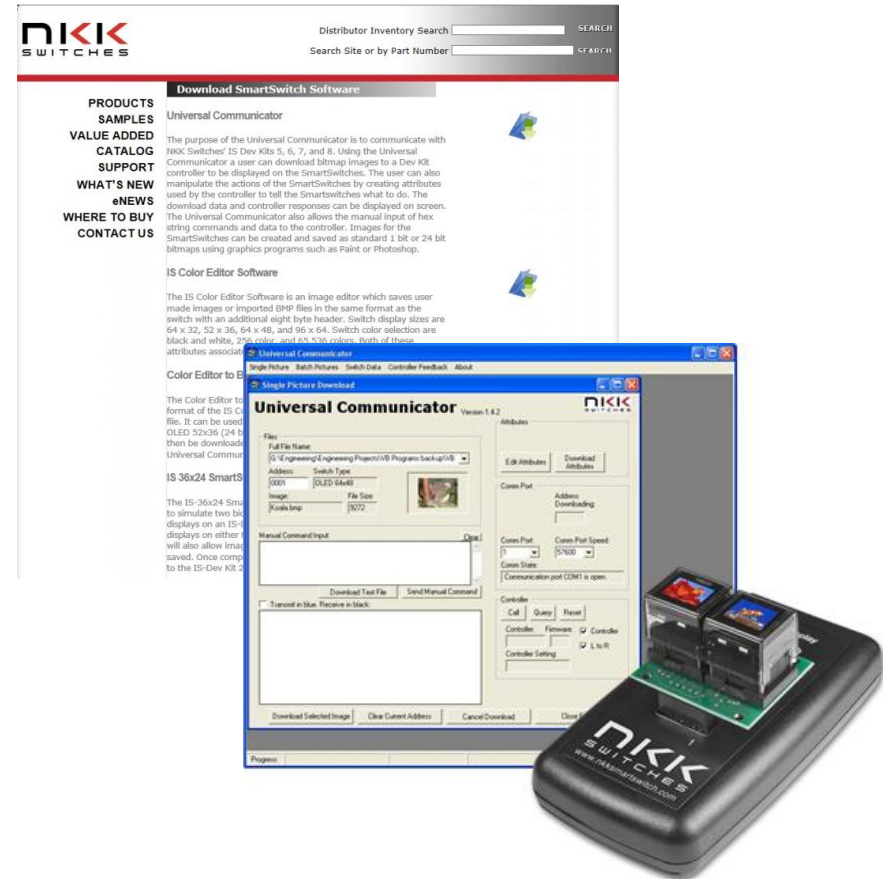 NKK
SWITCHES
Distributor Inventory Search
SEARCH
Search Site or by Part Number
SEARCH
PRODUCTS
SAMPLES
VALUE ADDED
CATALOG
SUPPORT
WHAT'S NEW
eNEWS
WHERE TO BUY
CONTACT US
Download SmartSwitch Software
Universal Communicator
The purpose of the Universal Communicator is to communicate with
NKK Switches' IS Dev Kits 5, 6, 7, and 8. Using the Universal
Communicator a user can download bitmap images to a Dev Kit
controller to be displayed on the SmartSwitches. The user can also
manipulate the actions of the SmartSwitches by creating attributes
used by the controller to tell the Smartswitches what to do. The
download data and controller responses can be displayed on screen.
The Universal Communicator also allows the manual input of hex
string commands and data to the controller. Images for the
SmartSwitches can be created and saved as standard 1 bit or 24 bit
bitmaps using graphics programs such as Paint or Photoshop.
IS Color Editor Software
The IS Color Editor Software is an image editor which saves user
made images or imported BMP files in the same format as the
switch with an additional eight byte header. Switch display sizes are
64 x 32, 52 x 36, 64 x 48, and 96 x 64. Switch color selection are
black and white, 256 color, and 65,536 colors. Both of these
attributes associat
Color Editor to B
The Color Editor to
format of the IS Co
file. It can be used
OLED 52x36 (24 b
then be downloade
Universal Commun
IS 36x24 SmartS
The IS-36x24 Sma
to simulate two bic
displays on an IS-D
displays on either t
will also allow imag
saved. Once comp
to the IS-Dev Kit 2
Universal Communicator
Single Picture Batch Pictures Switch Data Controller Feedback About
Single Picture Download
Universal Communicator Version 1.4.2
NKK
SWITCHES
Files
Full File Name:
G:\Engineering\Engineering Projects\VB Programs backup\VB
Address: Switch Type:
0001 OLED 64x48
Image: File Size:
Koala.bmp 9272
Attributes
Edit Attributes
Download Attributes
Comm Port
Address Downloading:
Comm Port: Comm Port Speed:
1 57600
Comm State:
Communication port COM1 is open.
Manual Command Input: Clear
Download Text File Send Manual Command
Transmit in blue. Receive in black:
Controller
Call Query Reset
Controller: Firmware: Controller
L to R
Controller Setting:
Download Selected Image Clear Current Address Cancel Download Close
Progress:
NKK
SWITCHES
www.nkksmartswitch.com